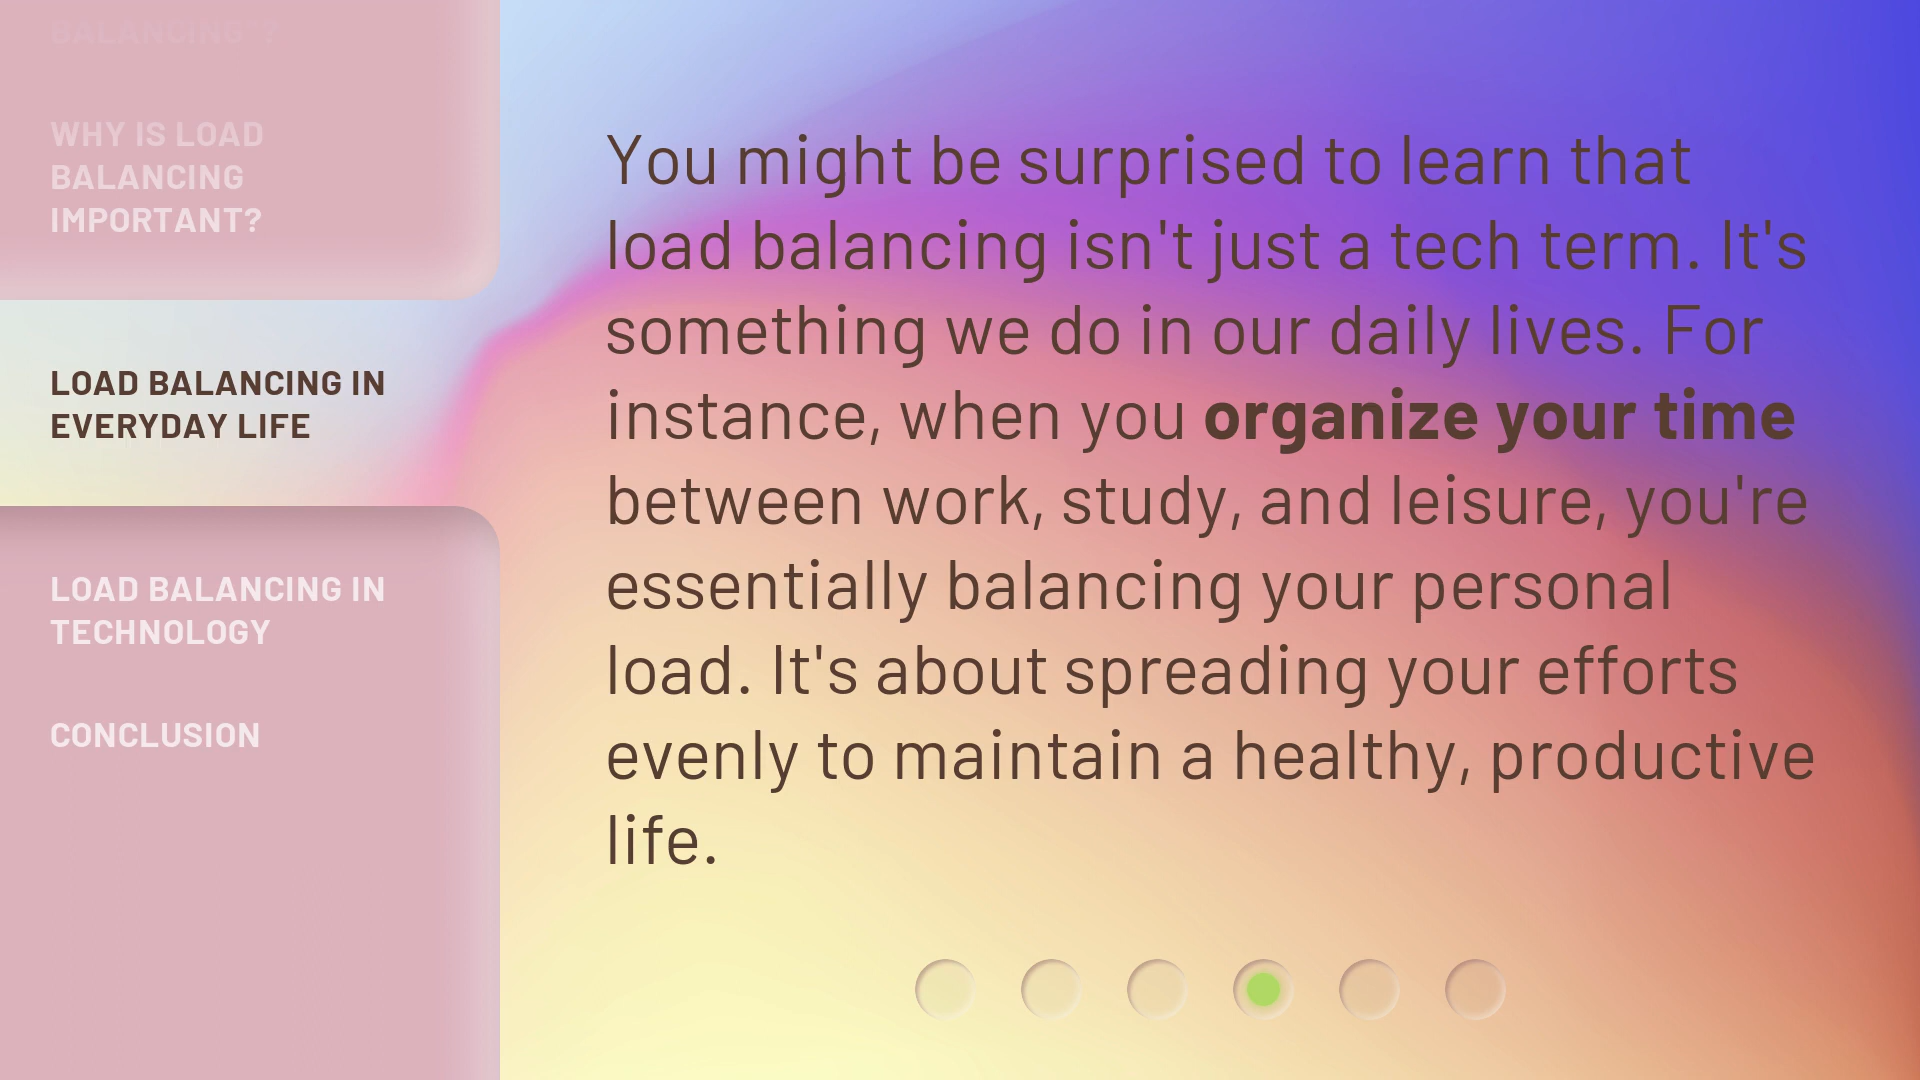 BALANCING"?
WHY IS LOAD
BALANCING
IMPORTANT?
LOAD BALANCING IN
EVERYDAY LIFE
LOAD BALANCING IN
TECHNOLOGY
CONCLUSION
You might be surprised to learn that
load balancing isn't just a tech term. It's
something we do in our daily lives. For
instance, when you organize your time
between work, study, and leisure, you're
essentially balancing your personal
load. It's about spreading your efforts
evenly to maintain a healthy, productive
life.